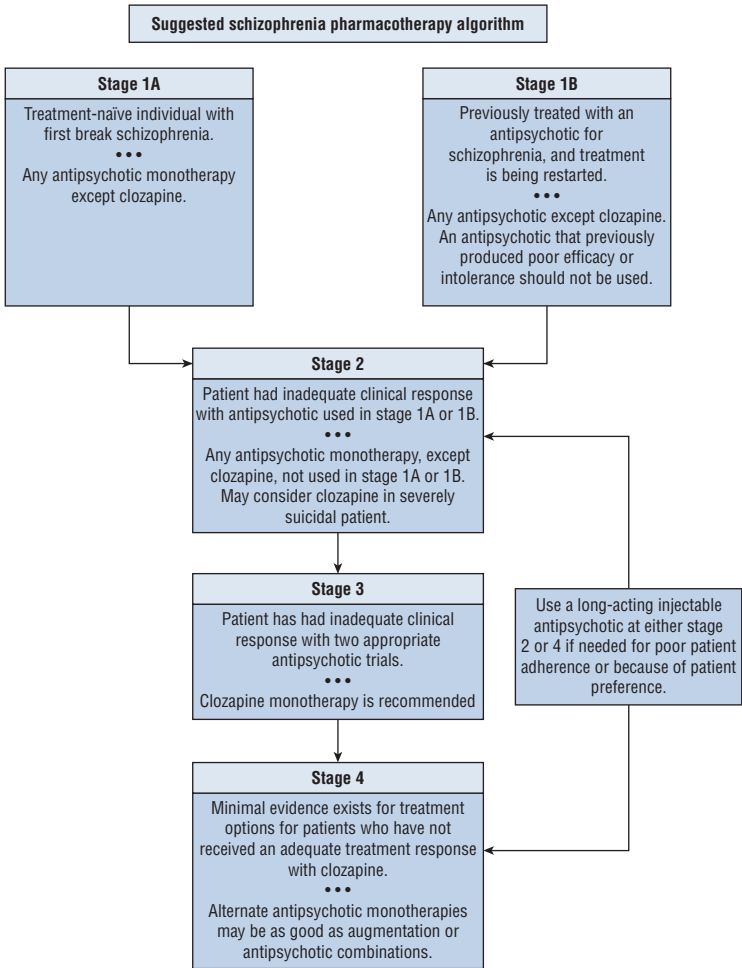 Suggested schizophrenia pharmacotherapy algorithm
Stage 1A
Treatment-naïve individual with
first break schizophrenia.
•••
Any antipsychotic monotherapy
except clozapine.
Stage 1B
Previously treated with an
antipsychotic for
schizophrenia, and treatment
is being restarted.
•••
Any antipsychotic except clozapine.
An antipsychotic that previously
produced poor efficacy or
intolerance should not be used.
Stage 2
Patient had inadequate clinical response
with antipsychotic used in stage 1A or 1B.
•••
Any antipsychotic monotherapy, except
clozapine, not used in stage 1A or 1B.
May consider clozapine in severely
suicidal patient.
Stage 3
Patient has had inadequate clinical
response with two appropriate
antipsychotic trials.
•••
Clozapine monotherapy is recommended
Use a long-acting injectable
antipsychotic at either stage
2 or 4 if needed for poor patient
adherence or because of patient
preference.
Stage 4
Minimal evidence exists for treatment
options for patients who have not
received an adequate treatment response
with clozapine.
•••
Alternate antipsychotic monotherapies
may be as good as augmentation or
antipsychotic combinations.